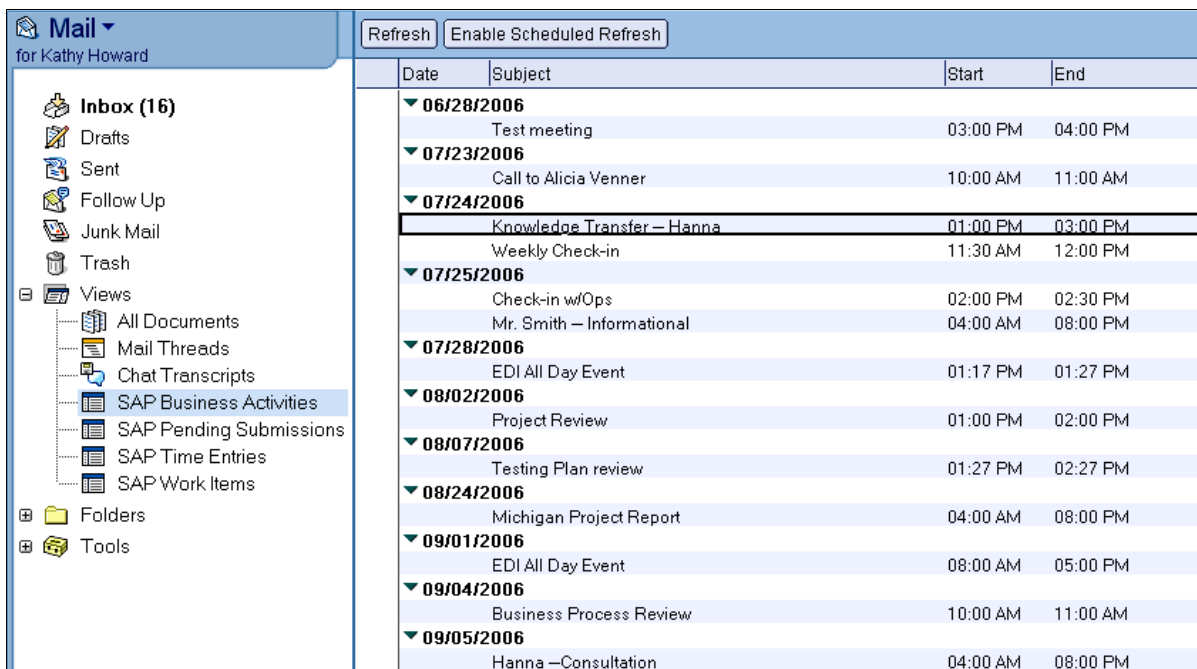 Mail
for Kathy Howard
Inbox (16)
Drafts
Sent
Follow Up
Junk Mail
Trash
Views
All Documents
Mail Threads
Chat Transcripts
SAP Business Activities
SAP Pending Submissions
SAP Time Entries
SAP Work Items
Folders
Tools
Refresh Enable Scheduled Refresh
Date Subject Start End
06/28/2006
Test meeting 03:00 PM 04:00 PM
07/23/2006
Call to Alicia Venner 10:00 AM 11:00 AM
07/24/2006
Knowledge Transfer – Hanna 01:00 PM 03:00 PM
Weekly Check-in 11:30 AM 12:00 PM
07/25/2006
Check-in w/Ops 02:00 PM 02:30 PM
Mr. Smith – Informational 04:00 AM 08:00 PM
07/28/2006
EDI All Day Event 01:17 PM 01:27 PM
08/02/2006
Project Review 01:00 PM 02:00 PM
08/07/2006
Testing Plan review 01:27 PM 02:27 PM
08/24/2006
Michigan Project Report 04:00 AM 08:00 PM
09/01/2006
EDI All Day Event 08:00 AM 05:00 PM
09/04/2006
Business Process Review 10:00 AM 11:00 AM
09/05/2006
Hanna –Consultation 04:00 AM 08:00 PM